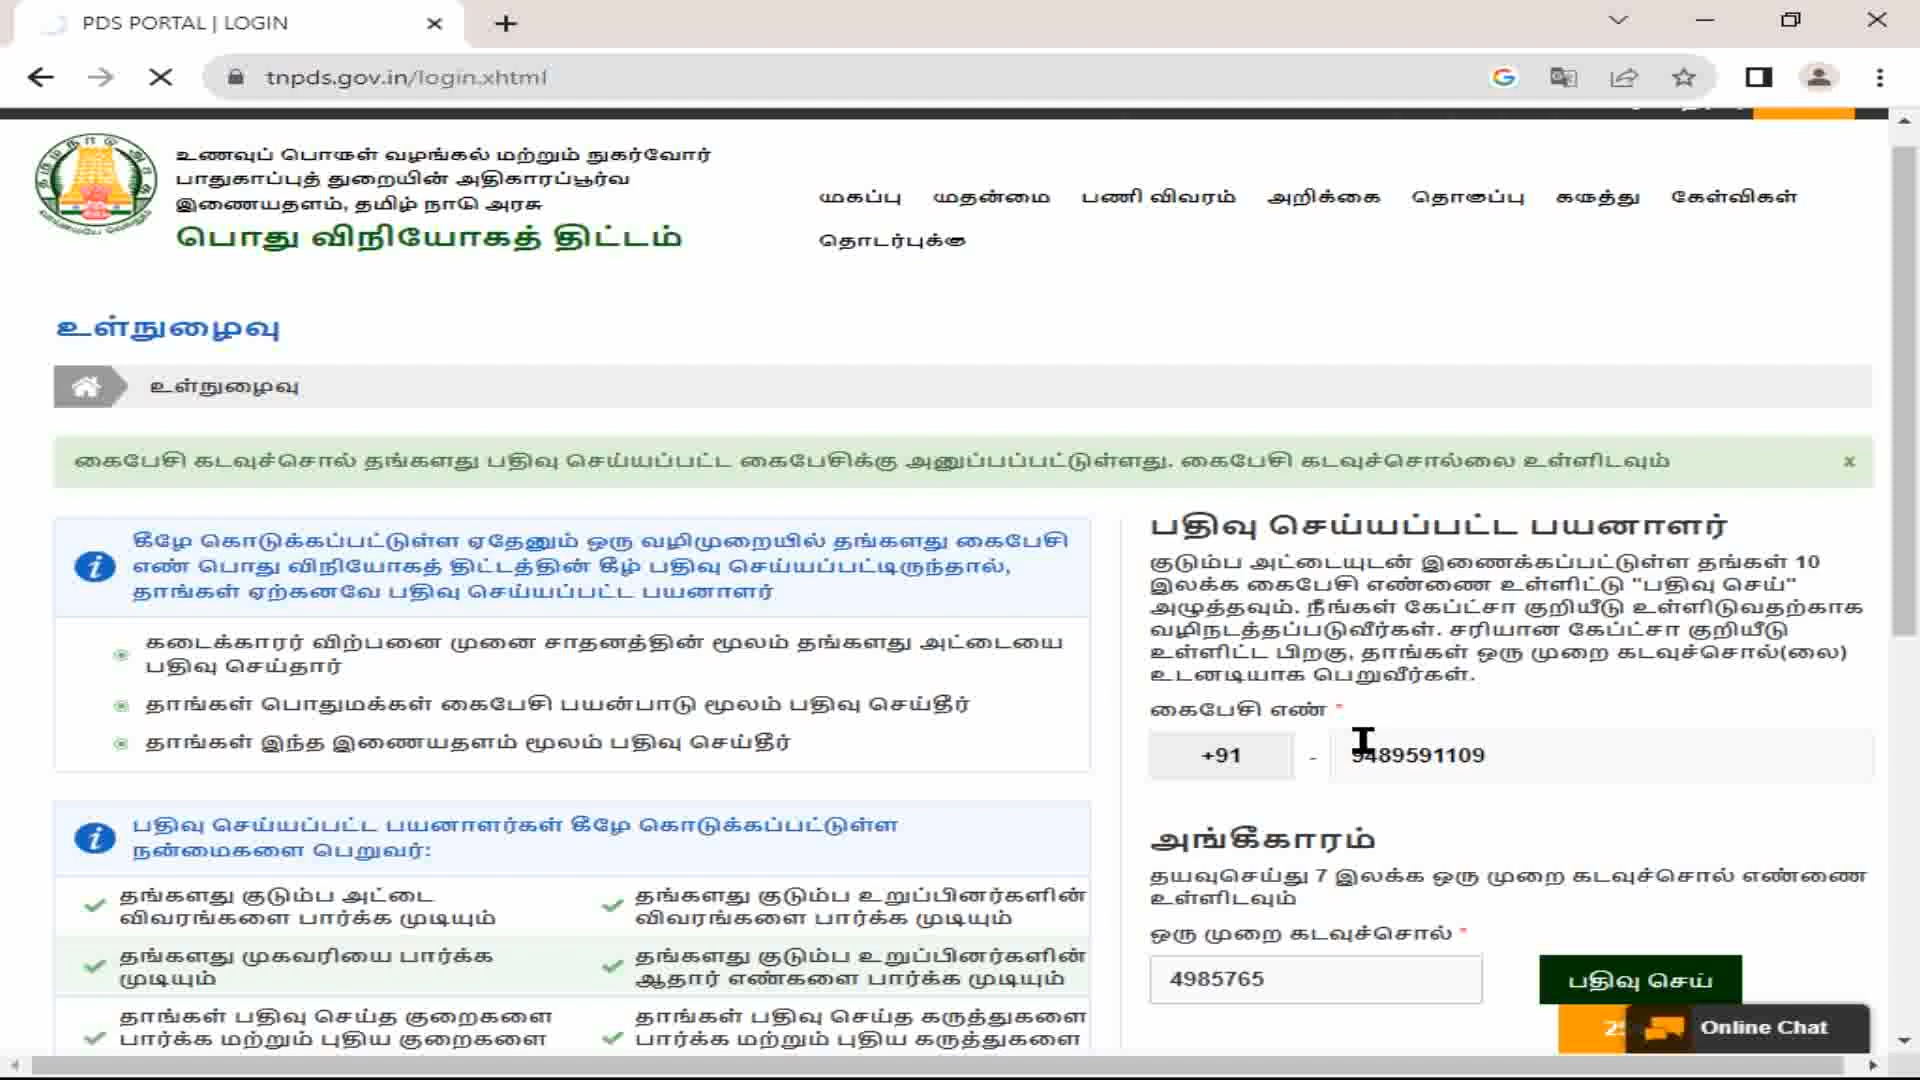 PDS PORTAL | LOGIN
tnpds.gov.in/login.xhtml
உணவுப் பொருள் வழங்கல் மற்றும் நுகர்வோர்
பாதுகாப்புத் துறையின் அதிகாரப்பூர்வ
இணையதளம், தமிழ் நாடு அரசு
பொது விநியோகத் திட்டம்
முகப்பு முதன்மை பணி விவரம் அறிக்கை தொகுப்பு கருத்து கேள்விகள்
தொடர்புக்கு
உள்நுழைவு
உள்நுழைவு
கைபேசி கடவுச்சொல் தங்களது பதிவு செய்யப்பட்ட கைபேசிக்கு அனுப்பப்பட்டுள்ளது. கைபேசி கடவுச்சொல்லை உள்ளிடவும் x
கீழே கொடுக்கப்பட்டுள்ள ஏதேனும் ஒரு வழிமுறையில் தங்களது கைபேசி
எண் பொது விநியோகத் திட்டத்தின் கீழ் பதிவு செய்யப்பட்டிருந்தால்,
தாங்கள் ஏற்கனவே பதிவு செய்யப்பட்ட பயனாளர்
கடைக்காரர் விற்பனை முனை சாதனத்தின் மூலம் தங்களது அட்டையை
பதிவு செய்தார்
தாங்கள் பொதுமக்கள் கைபேசி பயன்பாடு மூலம் பதிவு செய்தீர்
தாங்கள் இந்த இணையதளம் மூலம் பதிவு செய்தீர்
பதிவு செய்யப்பட்ட பயனாளர்கள் கீழே கொடுக்கப்பட்டுள்ள
நன்மைகளை பெறுவர்:
தங்களது குடும்ப அட்டை
விவரங்களை பார்க்க முடியும்
தங்களது குடும்ப உறுப்பினர்களின்
விவரங்களை பார்க்க முடியும்
தங்களது முகவரியை பார்க்க
முடியும்
தங்களது குடும்ப உறுப்பினர்களின்
ஆதார் எண்களை பார்க்க முடியும்
தாங்கள் பதிவு செய்த குறைகளை
பார்க்க மற்றும் புதிய குறைகளை
தாங்கள் பதிவு செய்த கருத்துகளை
பார்க்க மற்றும் புதிய கருத்துகளை
பதிவு செய்யப்பட்ட பயனாளர்
குடும்ப அட்டையுடன் இணைக்கப்பட்டுள்ள தங்கள் 10
இலக்க கைபேசி எண்ணை உள்ளிட்டு "பதிவு செய்"
அழுத்தவும். நீங்கள் கேப்ட்சா குறியீடு உள்ளிடுவதற்காக
வழிநடத்தப்படுவீர்கள். சரியான கேப்ட்சா குறியீடு
உள்ளிட்ட பிறகு, தாங்கள் ஒரு முறை கடவுச்சொல்(லை)
உடனடியாக பெறுவீர்கள்.
கைபேசி எண் *
+91 - 9489591109
அங்கீகாரம்
தயவுசெய்து 7 இலக்க ஒரு முறை கடவுச்சொல் எண்ணை
உள்ளிடவும்
ஒரு முறை கடவுச்சொல் *
4985765 பதிவு செய்
Online Chat